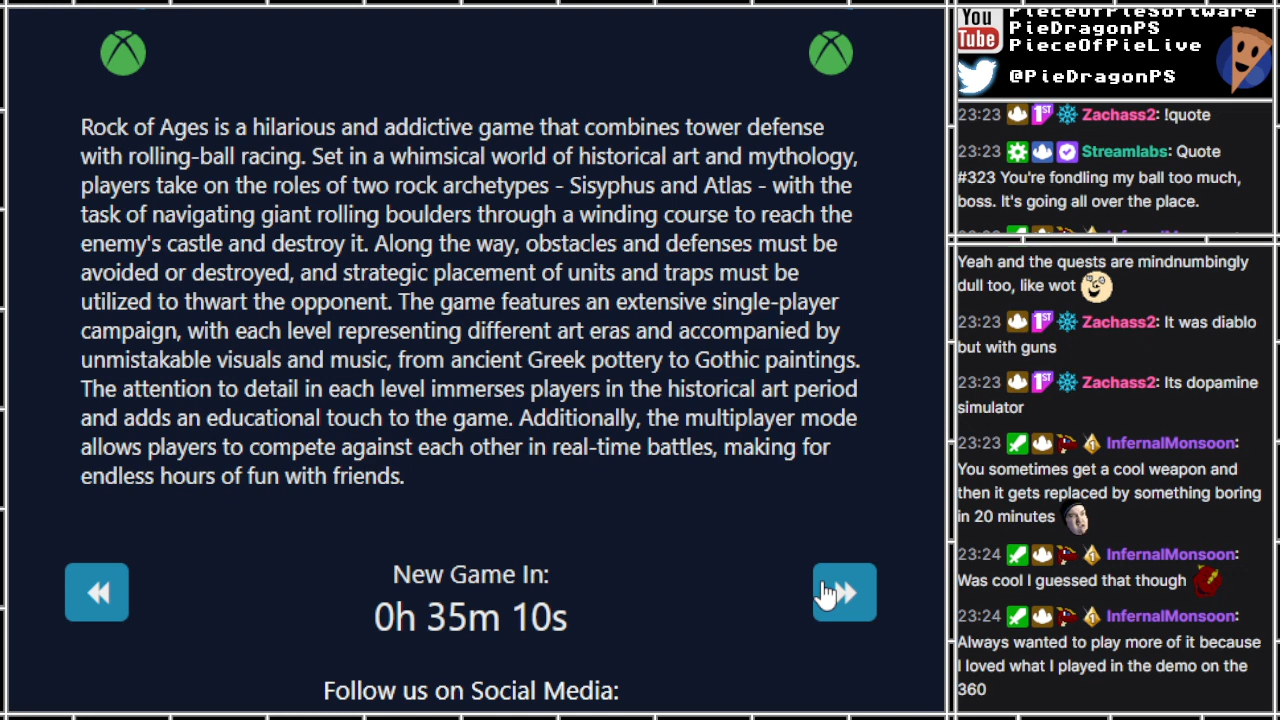 Rock of Ages is a hilarious and addictive game that combines tower defense
with rolling-ball racing. Set in a whimsical world of historical art and mythology,
players take on the roles of two rock archetypes - Sisyphus and Atlas - with the
task of navigating giant rolling boulders through a winding course to reach the
enemy's castle and destroy it. Along the way, obstacles and defenses must be
avoided or destroyed, and strategic placement of units and traps must be
utilized to thwart the opponent. The game features an extensive single-player
campaign, with each level representing different art eras and accompanied by
unmistakable visuals and music, from ancient Greek pottery to Gothic paintings.
The attention to detail in each level immerses players in the historical art period
and adds an educational touch to the game. Additionally, the multiplayer mode
allows players to compete against each other in real-time battles, making for
endless hours of fun with friends.
New Game In:
0h 35m 10s
Follow us on Social Media:
You
Tube
PieceOfPieSoftware
PieDragonPS
PieceOfPieLive
@PieDragonPS
23:23 1ST Zachass2: !quote
23:23 Streamlabs: Quote
#323 You're fondling my ball too much,
boss. It's going all over the place.
Yeah and the quests are mindnumbingly
dull too, like wot
23:23 1ST Zachass2: It was diablo
but with guns
23:23 1ST Zachass2: Its dopamine
simulator
23:23 1 InfernalMonsoon:
You sometimes get a cool weapon and
then it gets replaced by something boring
in 20 minutes
23:24 1 InfernalMonsoon:
Was cool I guessed that though
23:24 1 InfernalMonsoon:
Always wanted to play more of it because
I loved what I played in the demo on the
360